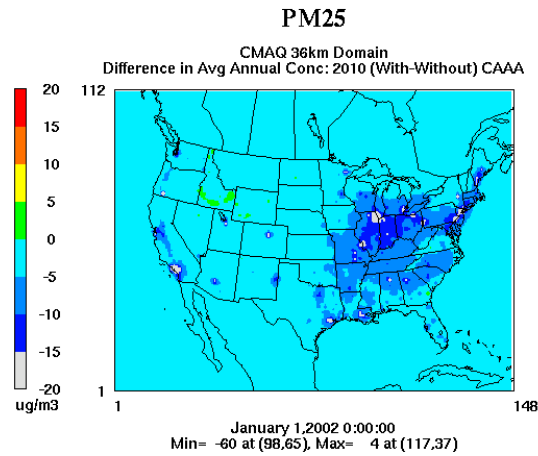 PM25
CMAQ 36km Domain
Difference in Avg Annual Conc: 2010 (With-Without) CAAA
20
15
10
5
0
-5
-10
-15
-20
ug/m3
112
1
1
148
January 1,2002 0:00:00
Min= -60 at (98,65), Max= 4 at (117,37)